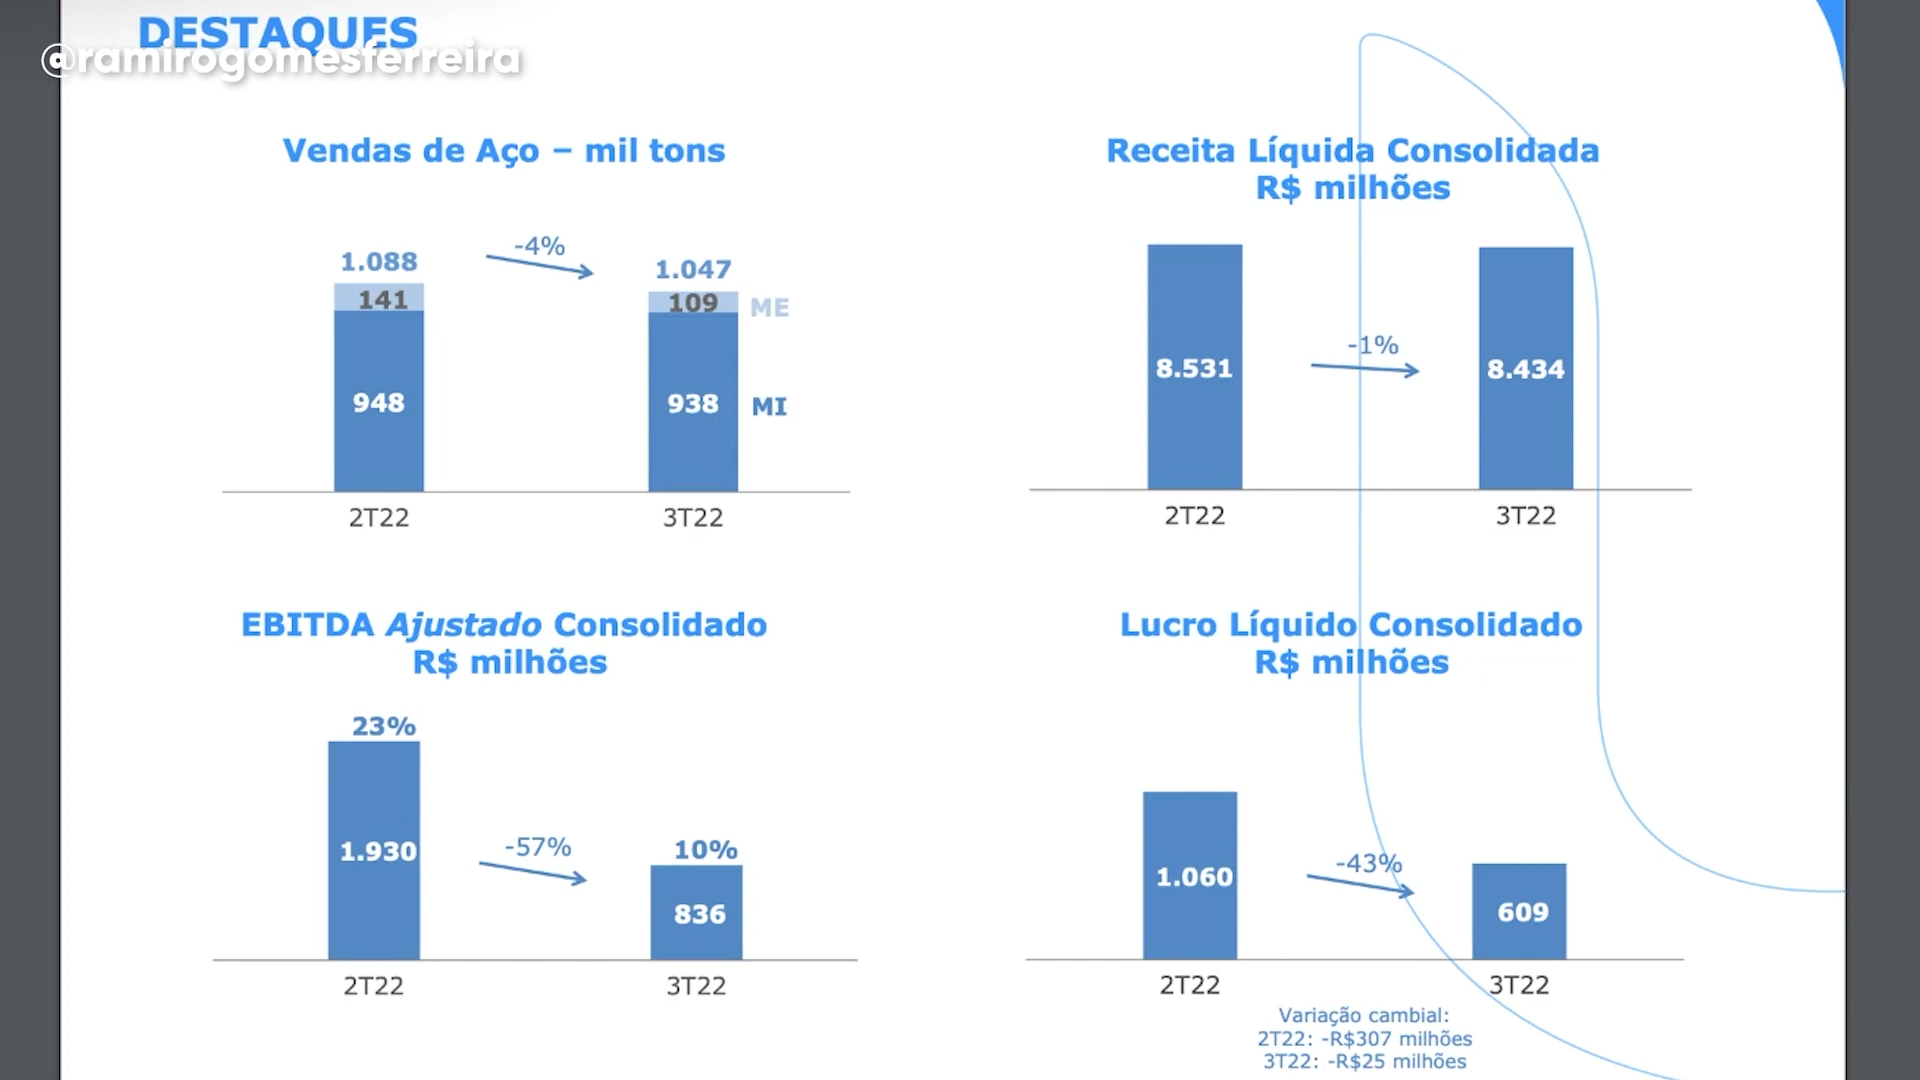 DESTAQUES
@ramirogomesferreira
Vendas de Aço – mil tons
1.088
-4%
1.047
141
109
ME
948
938
MI
2T22
3T22
Receita Líquida Consolidada
R$ milhões
-1%
8.531
8.434
2T22
3T22
EBITDA Ajustado Consolidado
R$ milhões
23%
-57%
10%
1.930
836
2T22
3T22
Lucro Líquido Consolidado
R$ milhões
-43%
1.060
609
2T22
3T22
Variação cambial:
2T22: -R$307 milhões
3T22: -R$25 milhões